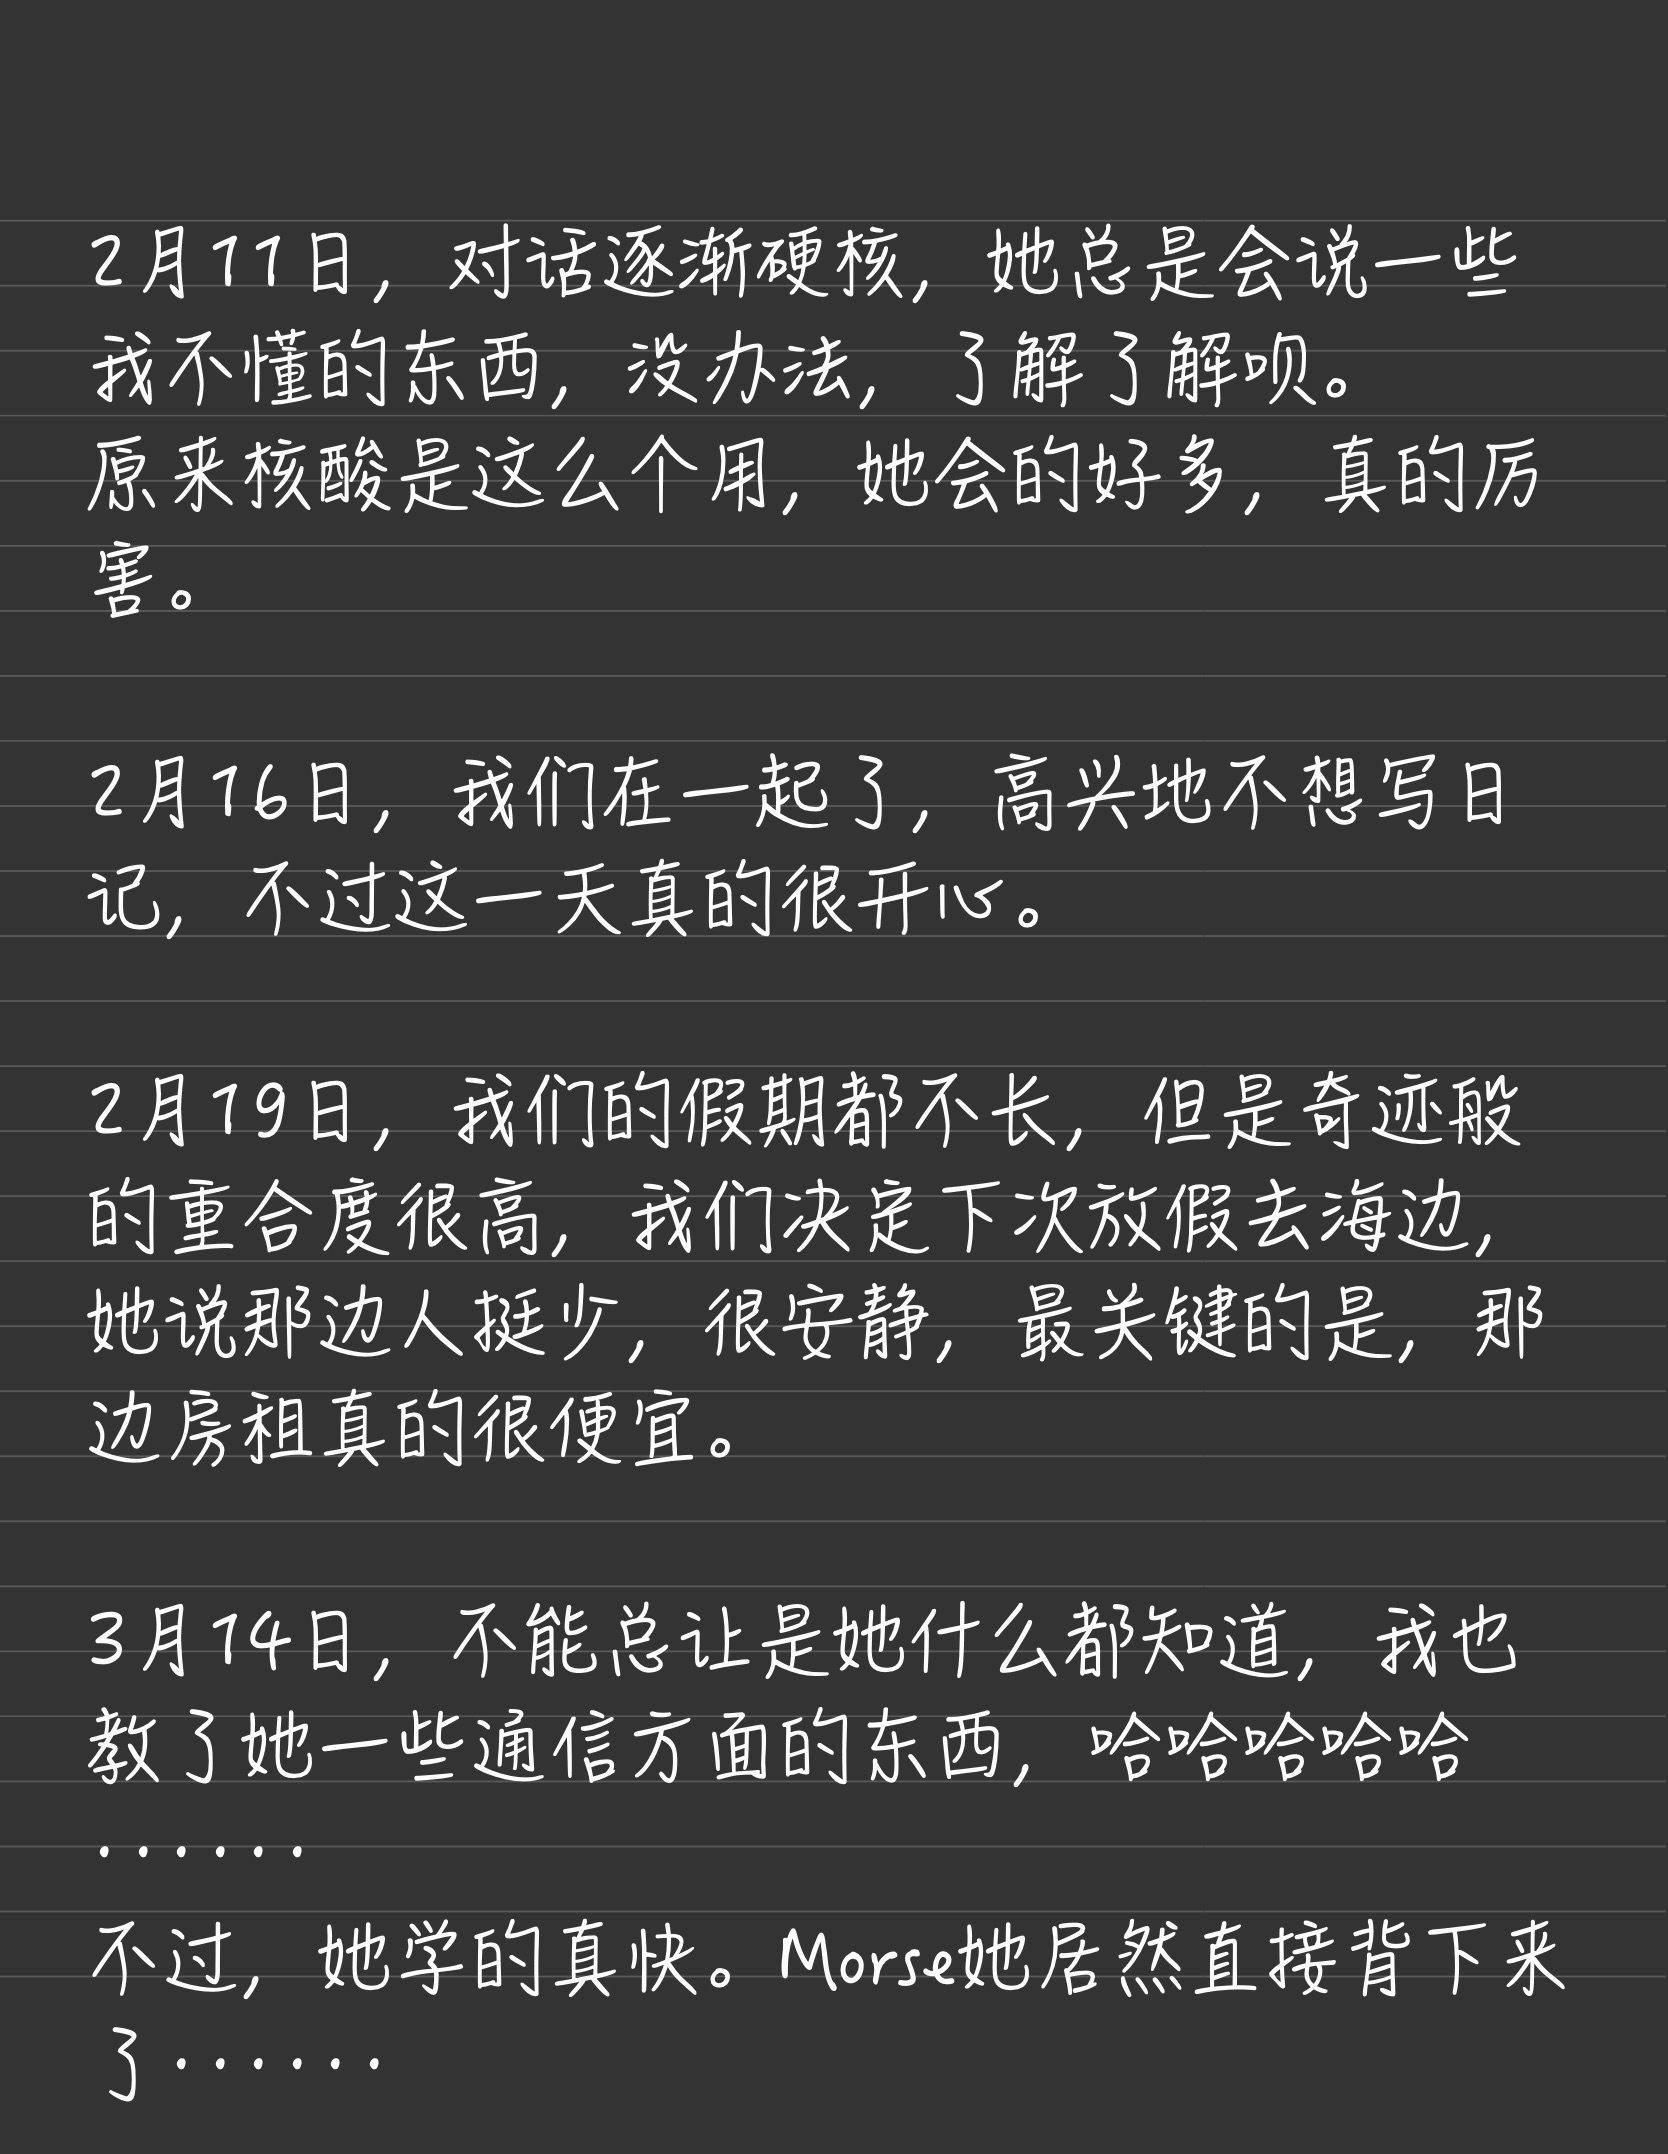 2月11日，对话逐渐硬核，她总是会说一些
我不懂的东西，没办法，了解了解呗。
原来核酸是这么个用，她会的好多，真的厉
害。
2月16日，我们在一起了，高兴地不想写日
记，不过这一天真的很开心。
2月19日，我们的假期都不长，但是奇迹般
的重合度很高，我们决定下次放假去海边，
她说那边人挺少，很安静，最关键的是，那
边房租真的很便宜。
3月14日，不能总让是她什么都知道，我也
教了她一些通信方面的东西，哈哈哈哈哈
……
不过，她学的真快。Morse她居然直接背下来
了……